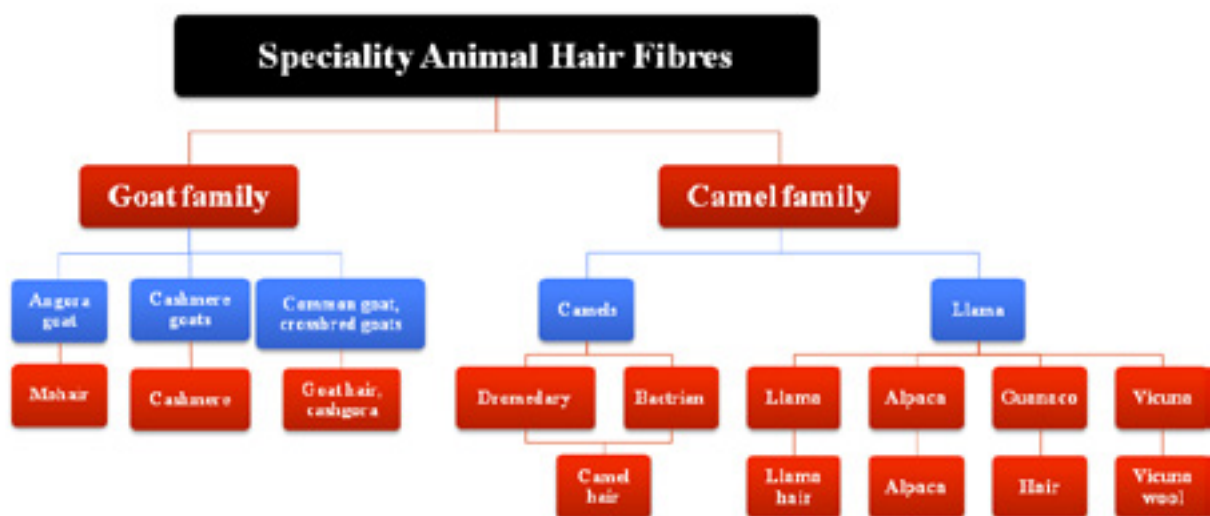 Speciality Animal Hair Fibres
Goat family
Camel family
Angora
goat
Cashmere
goats
Common goat,
crossbred goats
Camels
Llama
Mohair
Cashmere
Goat hair,
cashgora
Dromedary
Bactrian
Llama
Alpaca
Guanaco
Vicuna
Camel
hair
Llama
hair
Alpaca
Hair
Vicuna
wool